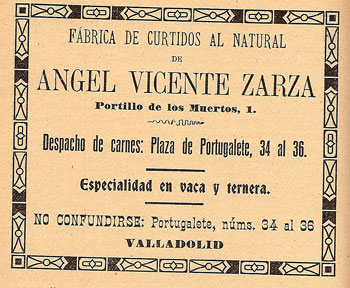 FÁBRICA DE CURTIDOS AL NATURAL
DE
ANGEL VICENTE ZARZA
Portillo de los Muertos, 1.
Despacho de carnes: Plaza de Portugalete, 34 al 36.
Especialidad en vaca y ternera.
NO CONFUNDIRSE: Portugalete, núms. 34 al 36
VALLADOLID